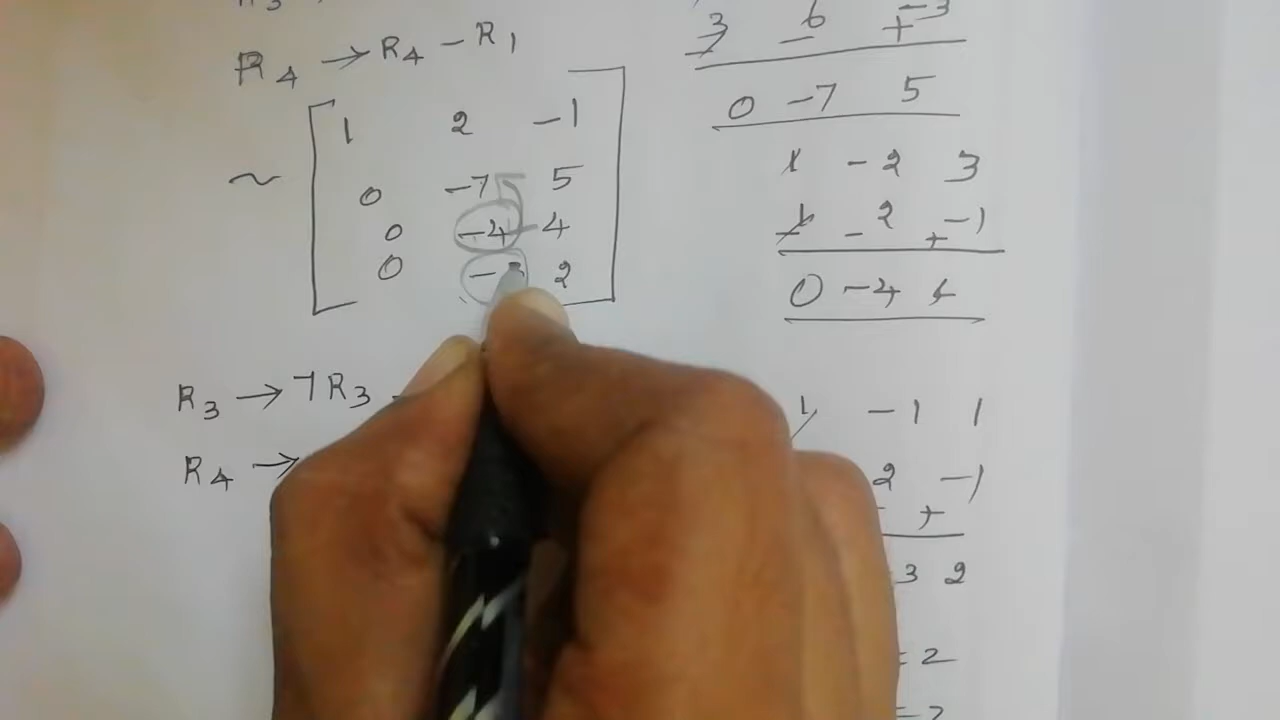 R₄ → R₄ - R₁
1 2 -1
~ 0 -7 5
0 -4 4
0 - 2
R₃ → 7R₃ -
R₄ →
3 6 -3
- - +
0 -7 5
1 -2 3
1 2 -1
- - +
0 -4 4
1 -1 1
2 -1
- +
3 2
= 2